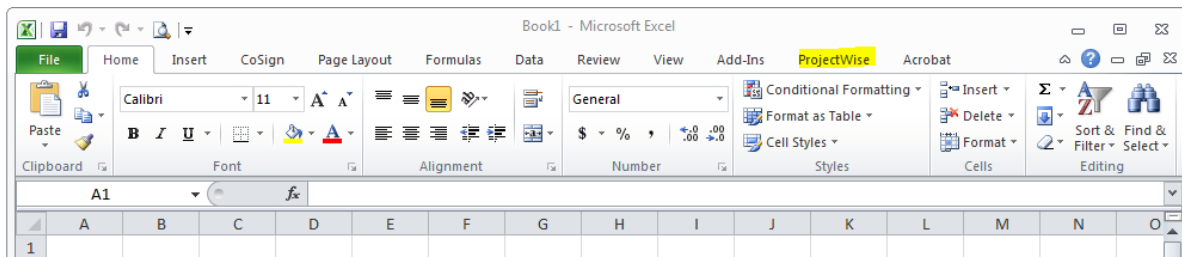 Book1 - Microsoft Excel
File Home Insert CoSign Page Layout Formulas Data Review View Add-Ins ProjectWise Acrobat
Paste
Calibri 11
B I U A
General
$ % , .00 .0
Conditional Formatting
Format as Table
Cell Styles
Insert
Delete
Format
Σ
Sort & Filter
Find & Select
Clipboard Font Alignment Number Styles Cells Editing
A1 fx
A B C D E F G H I J K L M N O
1